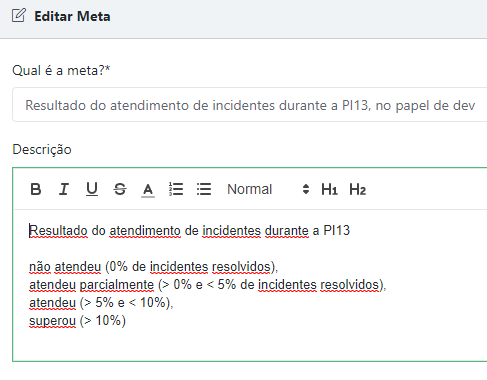 Editar Meta
Qual é a meta?*
Resultado do atendimento de incidentes durante a PI13, no papel de dev
Descrição
B I U S A Normal H1 H2
Resultado do atendimento de incidentes durante a PI13
não atendeu (0% de incidentes resolvidos),
atendeu parcialmente (> 0% e < 5% de incidentes resolvidos),
atendeu (> 5% e < 10%),
superou (> 10%)